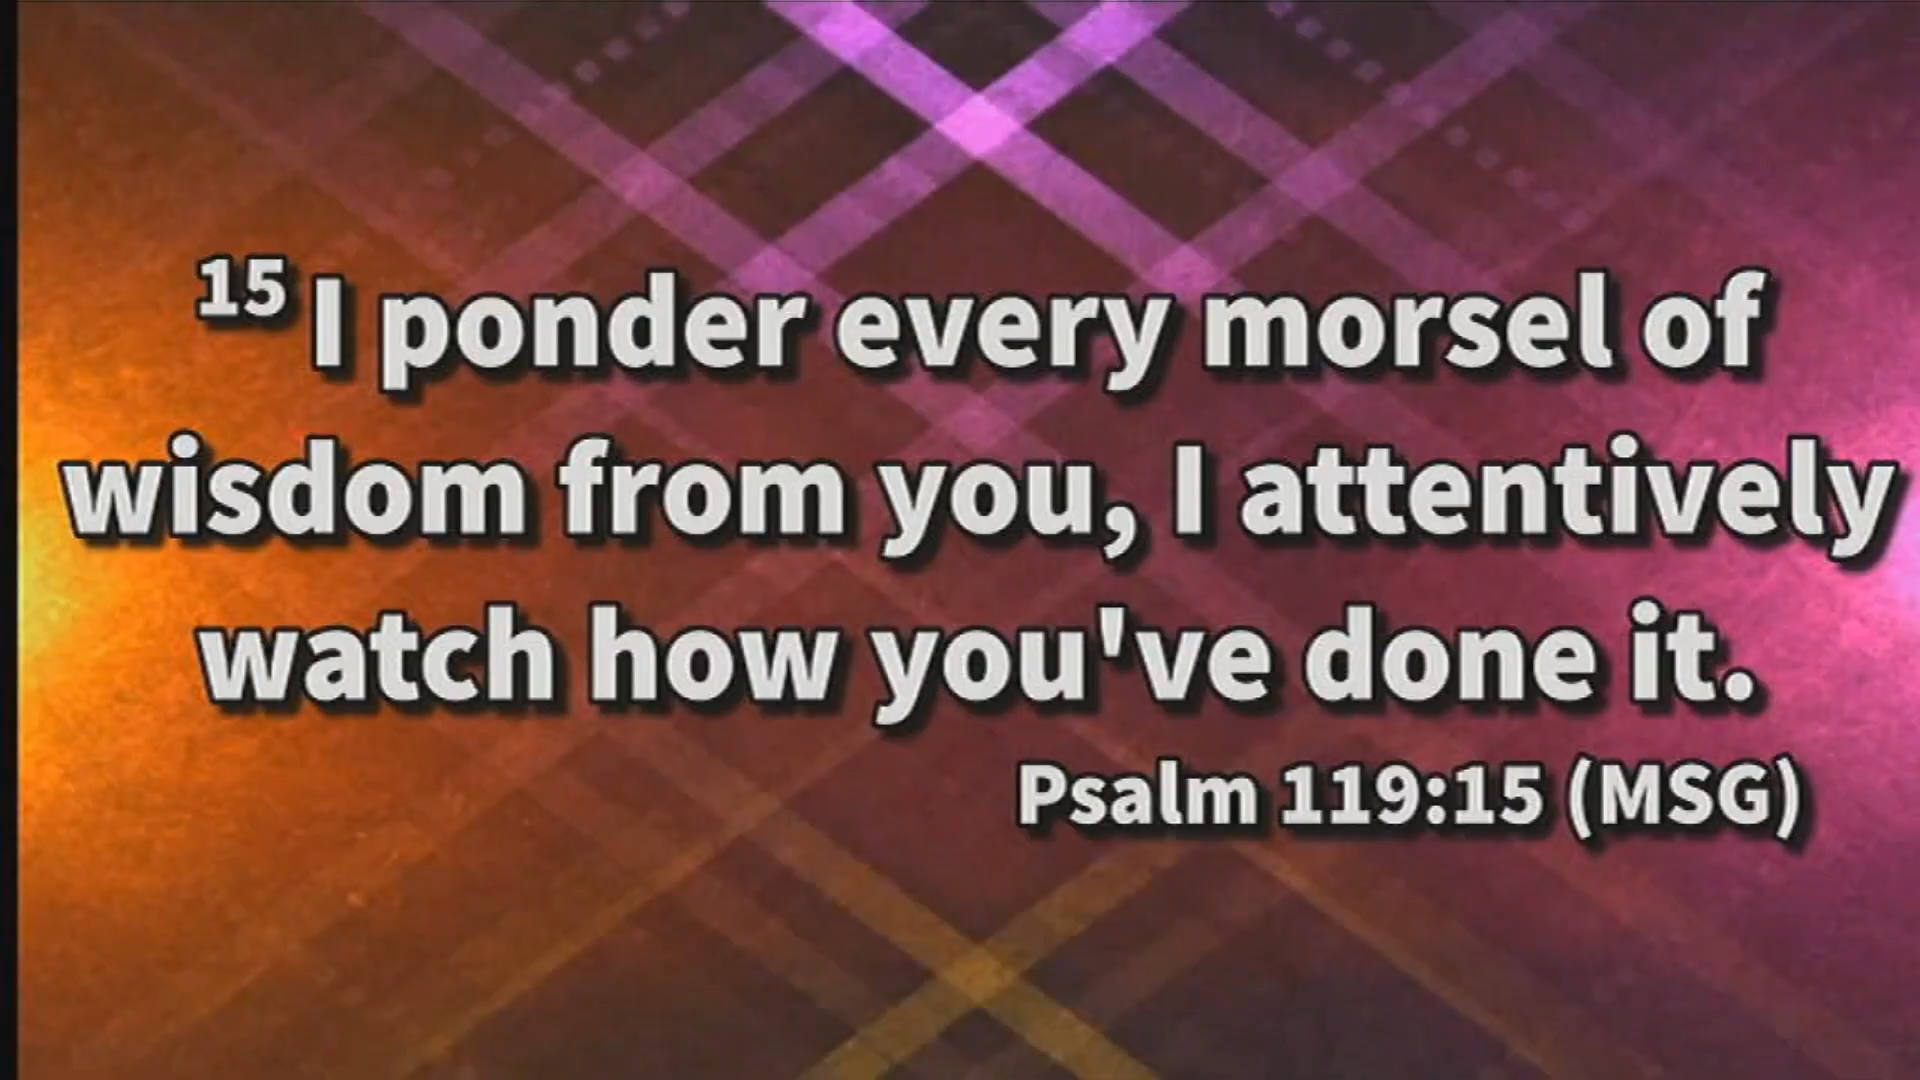 15 I ponder every morsel of
wisdom from you, I attentively
watch how you've done it.
Psalm 119:15 (MSG)